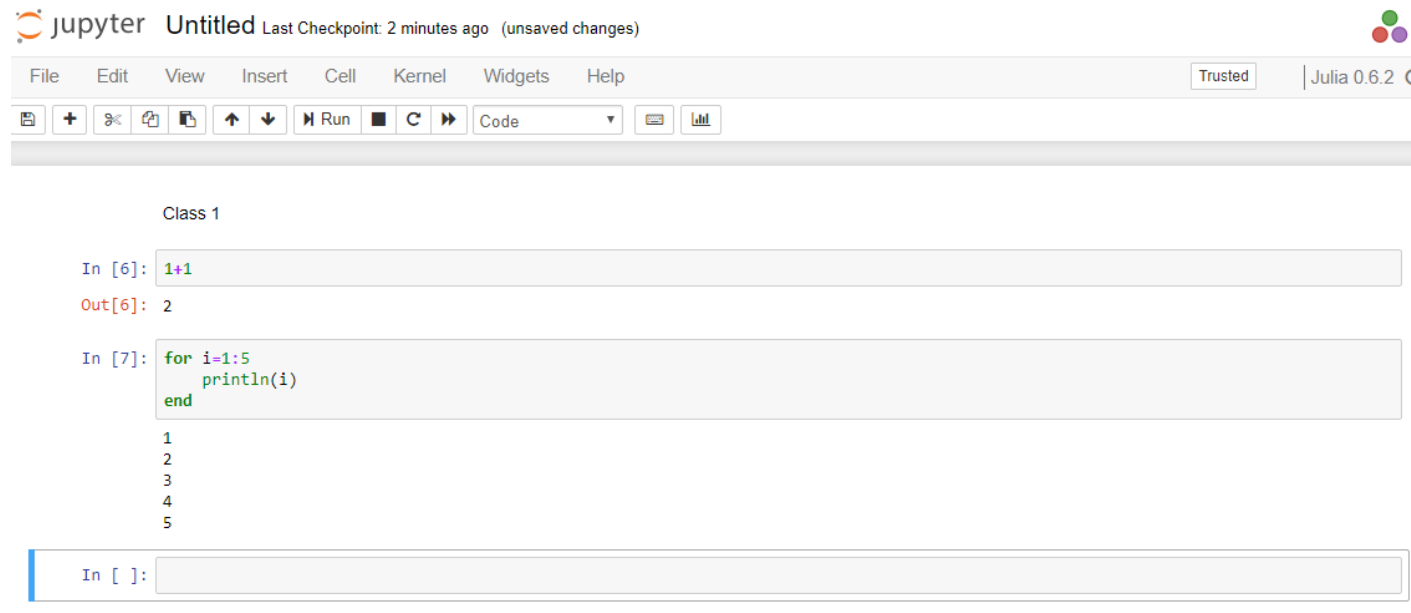 jupyter Untitled Last Checkpoint: 2 minutes ago (unsaved changes)
File Edit View Insert Cell Kernel Widgets Help Trusted Julia 0.6.2
Run Code
Class 1
In [6]: 1+1
Out[6]: 2
In [7]: for i=1:5
println(i)
end
1
2
3
4
5
In [ ]: